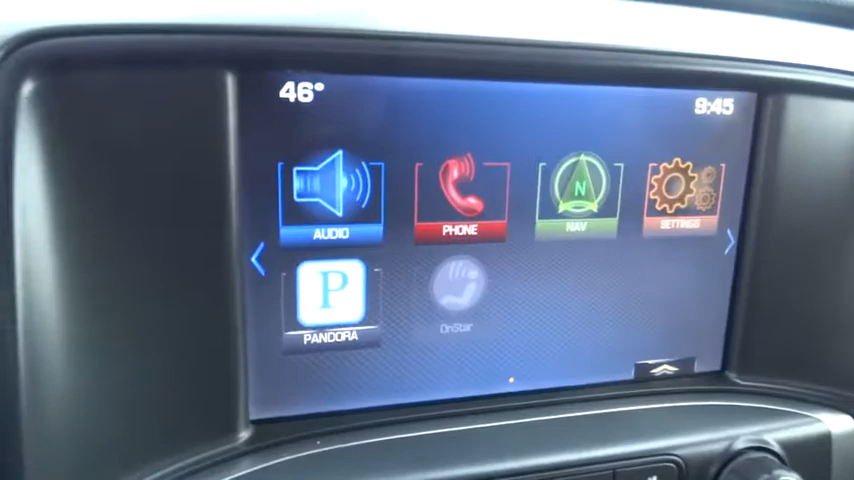 46° 9:45
AUDIO PHONE NAV SETTINGS
N
P
PANDORA OnStar